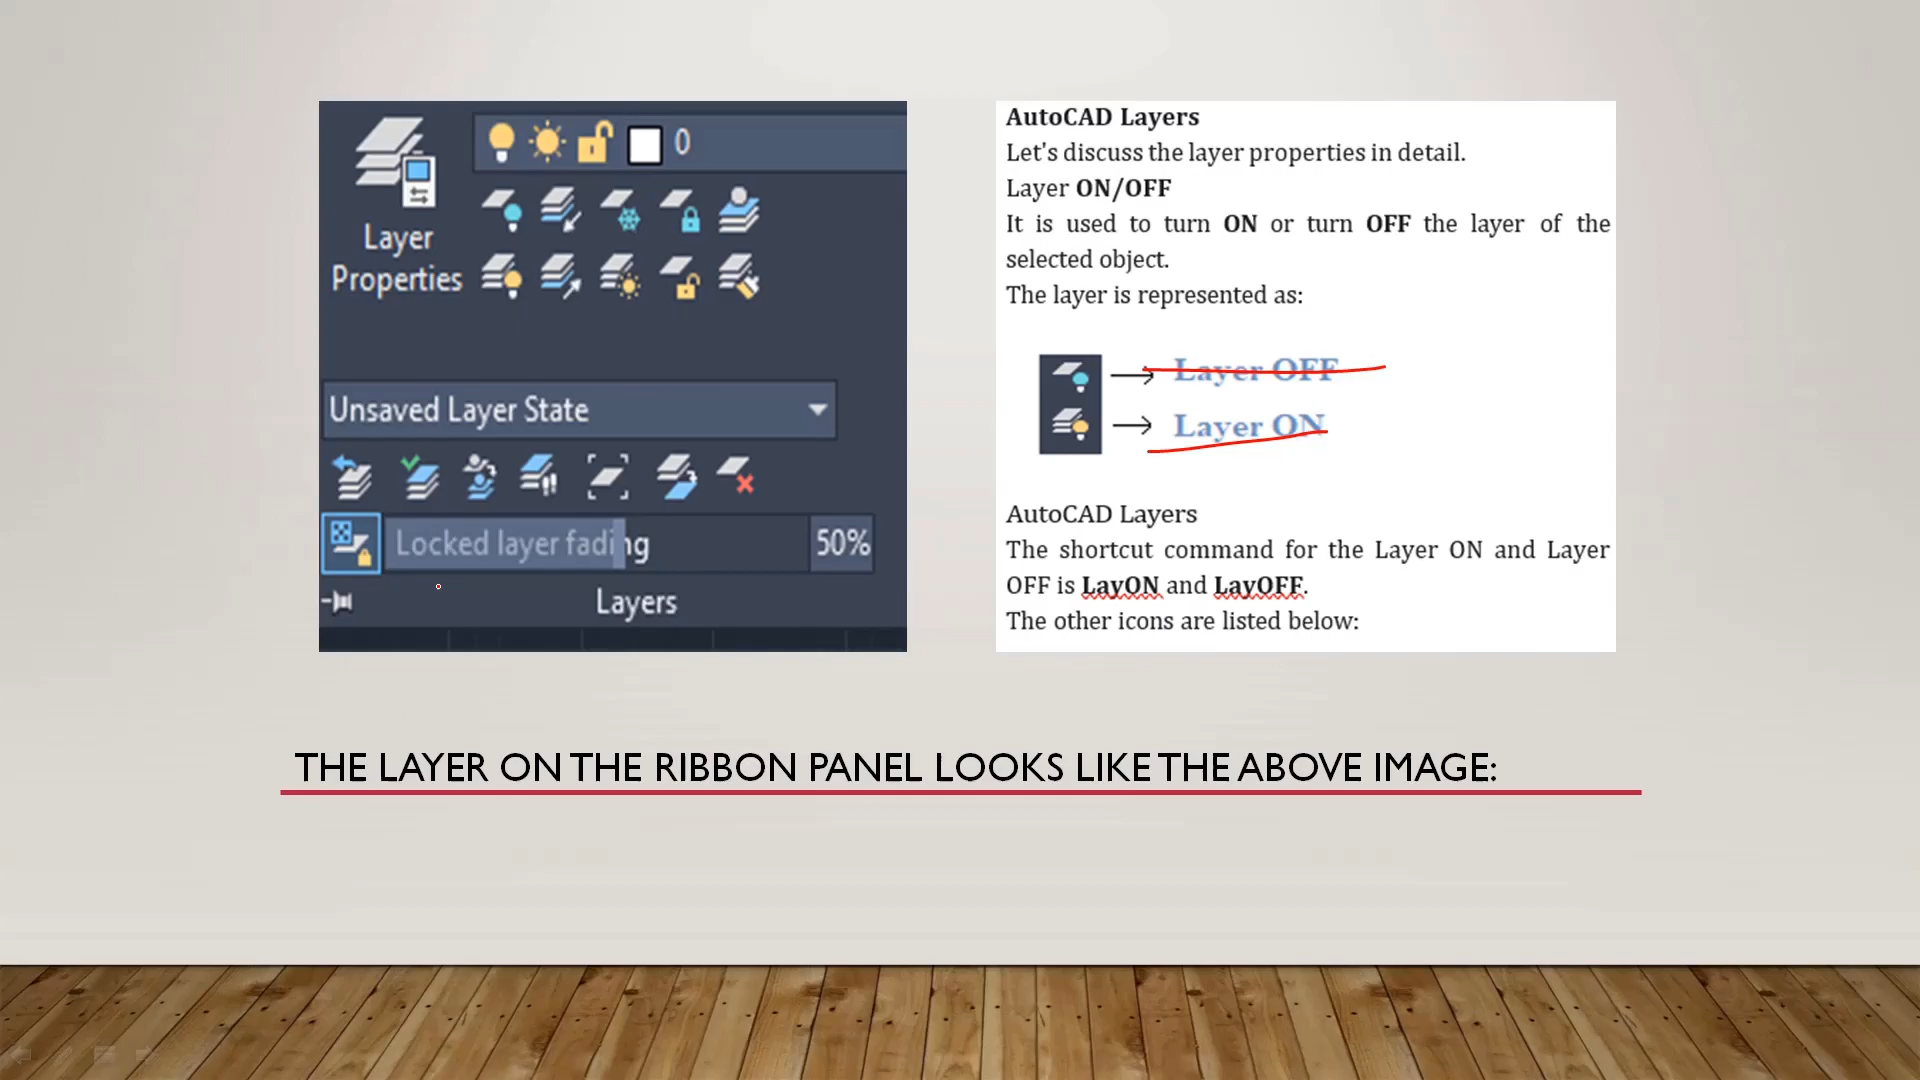 0
Layer
Properties
Unsaved Layer State
Locked layer fading 50%
Layers
AutoCAD Layers
Let's discuss the layer properties in detail.
Layer ON/OFF
It is used to turn ON or turn OFF the layer of the
selected object.
The layer is represented as:
Layer OFF
Layer ON
AutoCAD Layers
The shortcut command for the Layer ON and Layer
OFF is LayON and LayOFF.
The other icons are listed below:
THE LAYER ON THE RIBBON PANEL LOOKS LIKE THE ABOVE IMAGE: